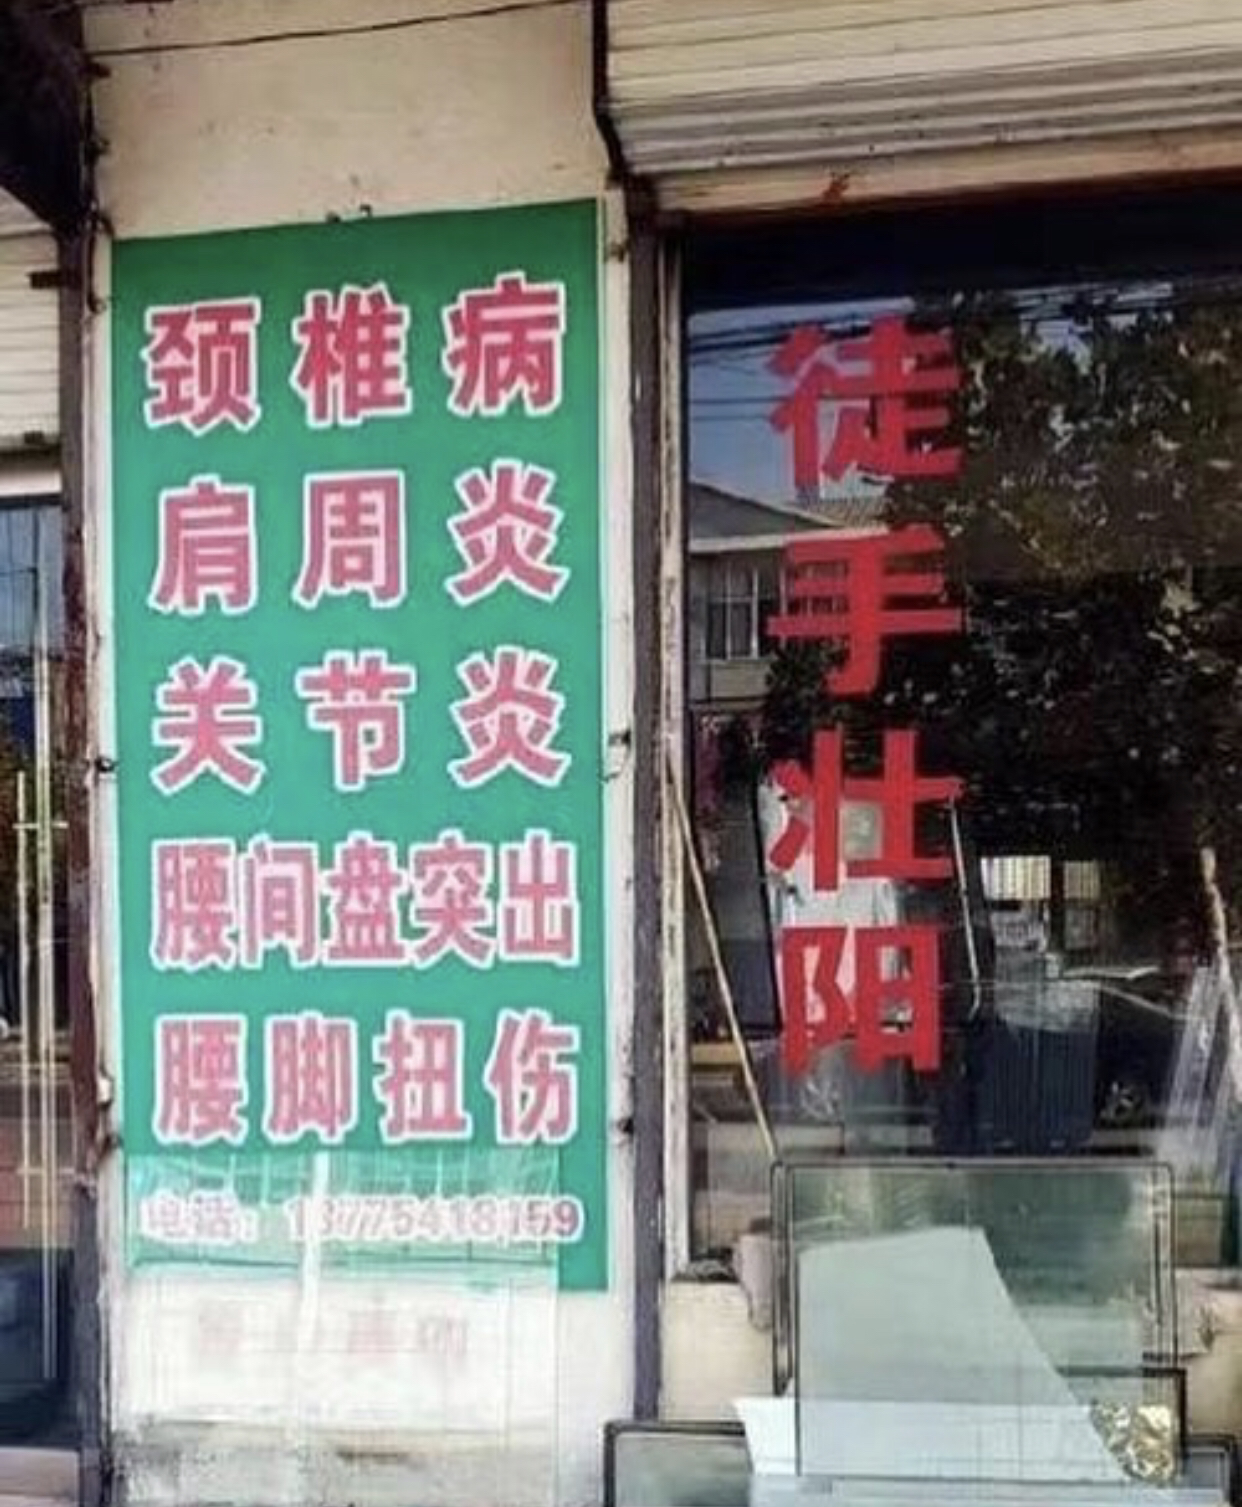 颈椎病
肩周炎
关节炎
腰间盘突出
腰脚扭伤
电话：13775418159
徒手壮阳